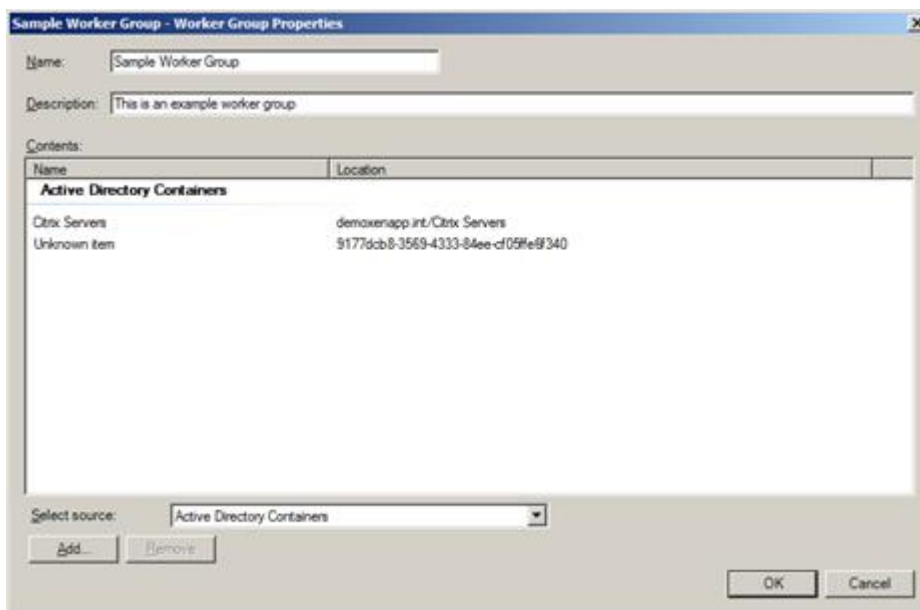 Sample Worker Group - Worker Group Properties
Name: Sample Worker Group
Description: This is an example worker group
Contents:
Name Location
Active Directory Containers
Citrix Servers demoxenapp.int/Citrix Servers
Unknown item 9177dcb8-3569-4333-84ee-cf05ffe9f340
Select source: Active Directory Containers
Add... Remove
OK Cancel